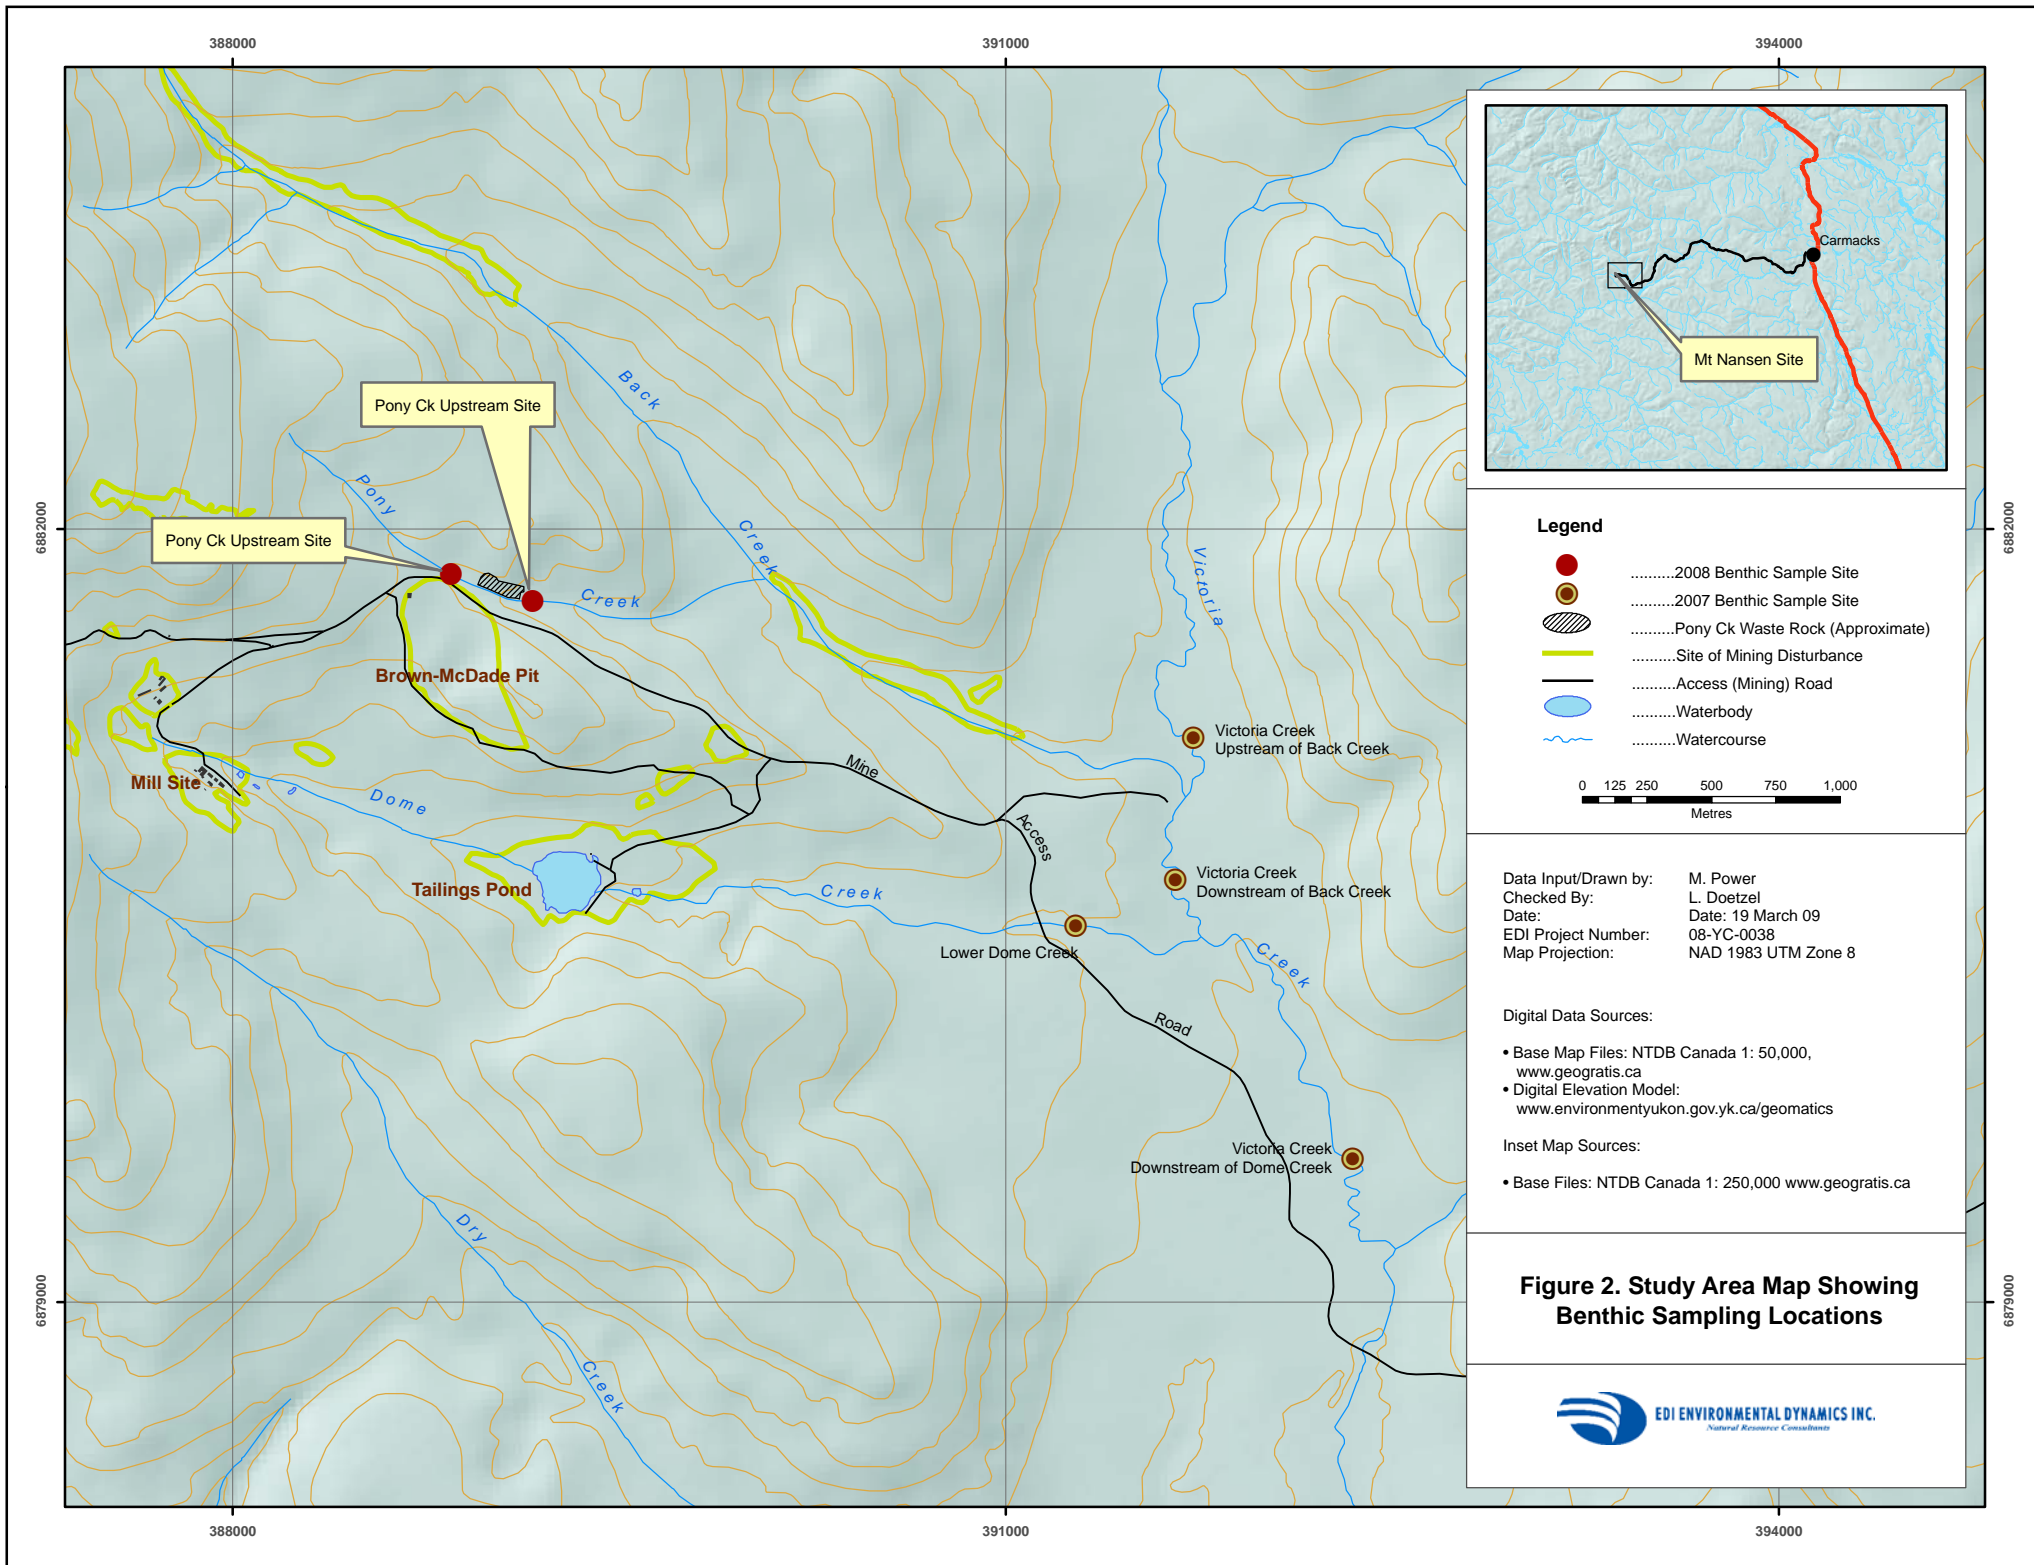 388000
391000
394000
6882000
6882000
6879000
6879000
388000
391000
394000
Back
Creek
Pony
Creek
Pony Ck Upstream Site
Pony Ck Upstream Site
Brown-McDade Pit
Mill Site
Dome
Creek
Tailings Pond
Mine
Access
Road
Victoria
Creek
Victoria Creek
Upstream of Back Creek
Victoria Creek
Downstream of Back Creek
Lower Dome Creek
Victoria Creek
Downstream of Dome Creek
Dry
Creek
Carmacks
Mt Nansen Site
Legend
..........2008 Benthic Sample Site
..........2007 Benthic Sample Site
..........Pony Ck Waste Rock (Approximate)
..........Site of Mining Disturbance
..........Access (Mining) Road
..........Waterbody
..........Watercourse
0 125 250 500 750 1,000
Metres
Data Input/Drawn by: M. Power
Checked By: L. Doetzel
Date: Date: 19 March 09
EDI Project Number: 08-YC-0038
Map Projection: NAD 1983 UTM Zone 8
Digital Data Sources:
• Base Map Files: NTDB Canada 1: 50,000,
www.geogratis.ca
• Digital Elevation Model:
www.environmentyukon.gov.yk.ca/geomatics
Inset Map Sources:
• Base Files: NTDB Canada 1: 250,000 www.geogratis.ca
Figure 2. Study Area Map Showing
Benthic Sampling Locations
EDI ENVIRONMENTAL DYNAMICS INC.
Natural Resource Consultants